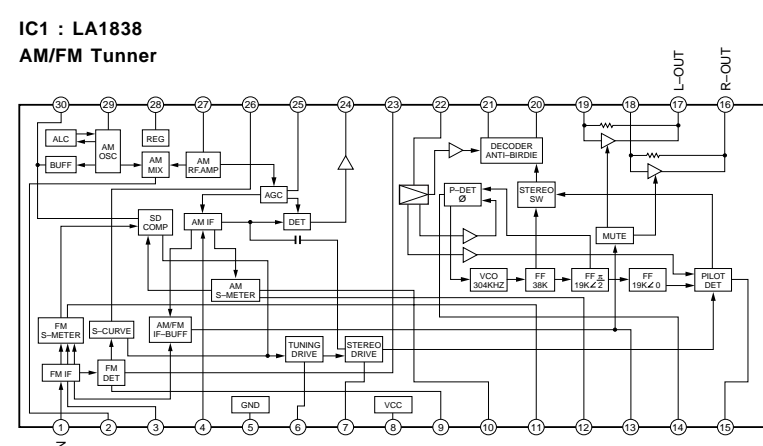 IC1 : LA1838
AM/FM Tunner
L-OUT
R-OUT
30 29 28 27 26 25 24 23 22 21 20 19 18 17 16
ALC
AM
OSC
REG
BUFF
AM
MIX
AM
RF.AMP
AGC
DECODER
ANTI-BIRDIE
P-DET
Ø
STEREO
SW
SD
COMP
AM IF
DET
MUTE
AM
S-METER
VCO
304KHZ
FF
38K
FF π
19K∠2
FF
19K∠0
PILOT
DET
FM
S-METER
S-CURVE
AM/FM
IF-BUFF
TUNING
DRIVE
STEREO
DRIVE
FM IF
FM
DET
GND
VCC
1 2 3 4 5 6 7 8 9 10 11 12 13 14 15